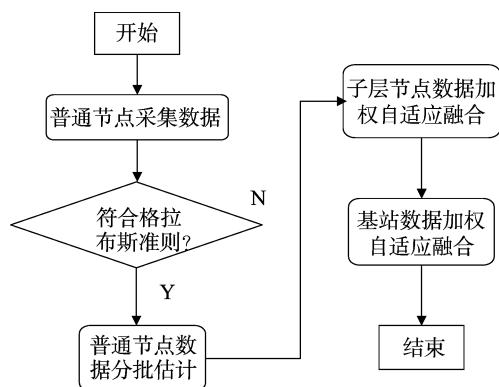 开始
普通节点采集数据
符合格拉
布斯准则?
N
Y
普通节点数
据分批估计
子层节点数据加
权自适应融合
基站数据加权
自适应融合
结束